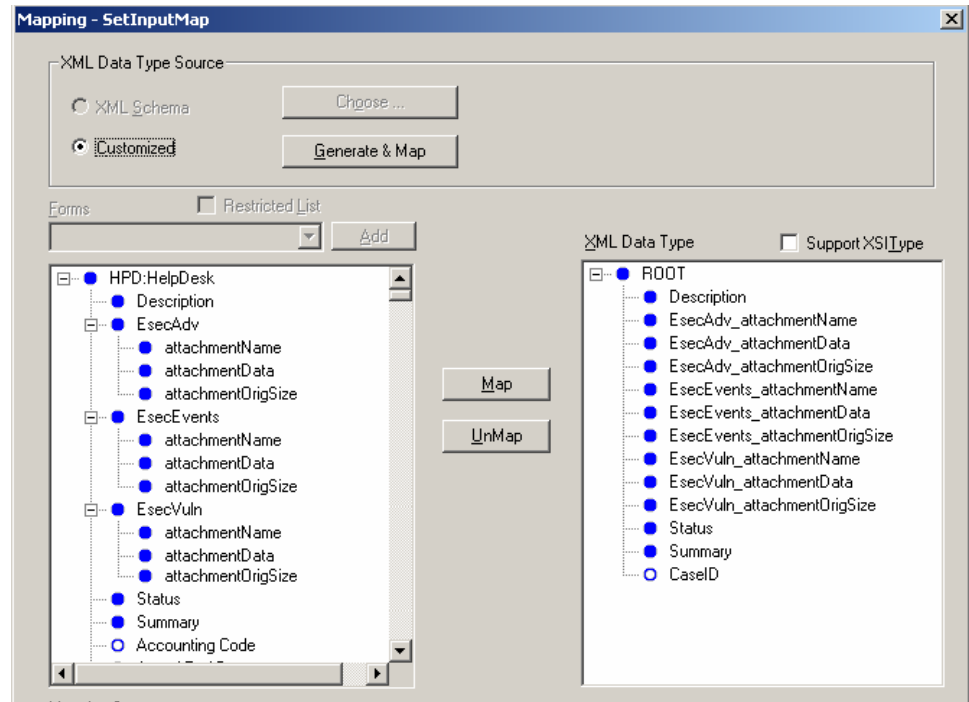 Mapping - SetInputMap
XML Data Type Source
XML Schema
Choose ...
Customized
Generate & Map
Forms
Restricted List
Add
XML Data Type
Support XSIType
HPD:HelpDesk
Description
EsecAdv
attachmentName
attachmentData
attachmentOrigSize
EsecEvents
attachmentName
attachmentData
attachmentOrigSize
EsecVuln
attachmentName
attachmentData
attachmentOrigSize
Status
Summary
Accounting Code
Map
UnMap
ROOT
Description
EsecAdv_attachmentName
EsecAdv_attachmentData
EsecAdv_attachmentOrigSize
EsecEvents_attachmentName
EsecEvents_attachmentData
EsecEvents_attachmentOrigSize
EsecVuln_attachmentName
EsecVuln_attachmentData
EsecVuln_attachmentOrigSize
Status
Summary
CaseID